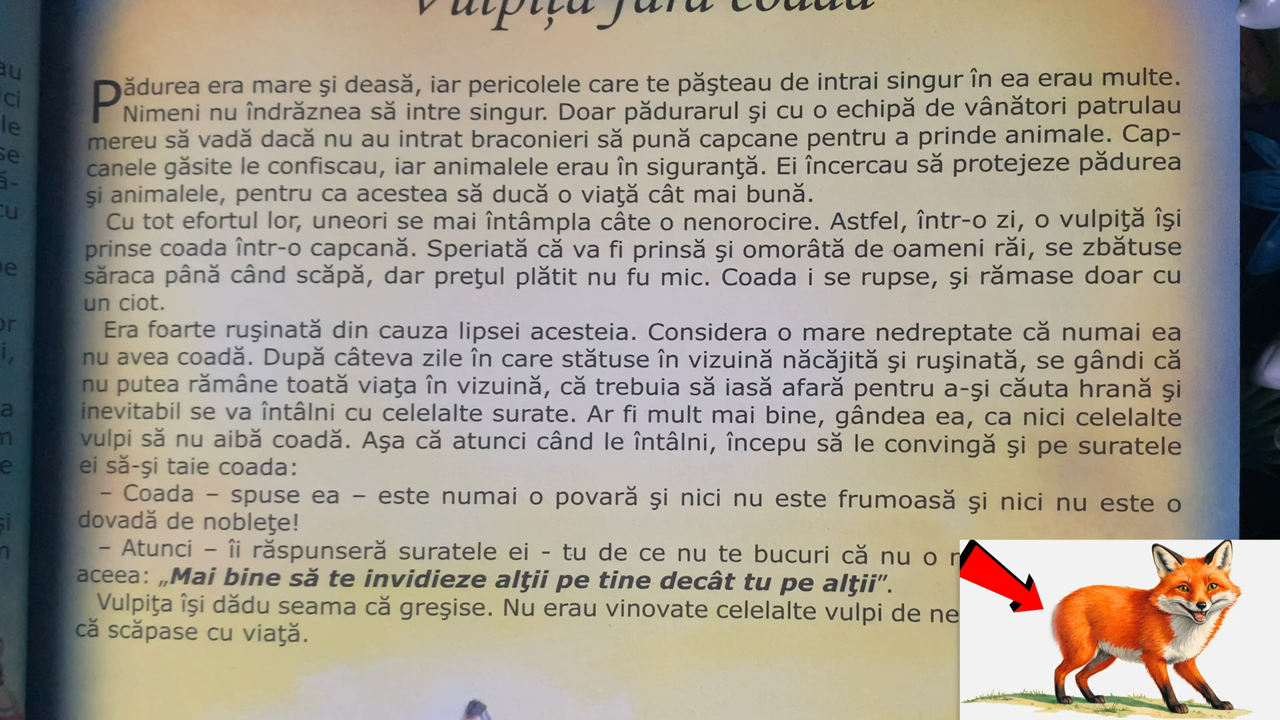 Vulpița fără coadă
Pădurea era mare şi deasă, iar pericolele care te păşteau de intrai singur în ea erau multe.
Nimeni nu îndrăznea să intre singur. Doar pădurarul şi cu o echipă de vânători patrulau
mereu să vadă dacă nu au intrat braconieri să pună capcane pentru a prinde animale. Cap-
canele găsite le confiscau, iar animalele erau în siguranţă. Ei încercau să protejeze pădurea
şi animalele, pentru ca acestea să ducă o viaţă cât mai bună.
Cu tot efortul lor, uneori se mai întâmpla câte o nenorocire. Astfel, într-o zi, o vulpiţă îşi
prinse coada într-o capcană. Speriată că va fi prinsă şi omorâtă de oameni răi, se zbătuse
săraca până când scăpă, dar preţul plătit nu fu mic. Coada i se rupse, şi rămase doar cu
un ciot.
Era foarte ruşinată din cauza lipsei acesteia. Considera o mare nedreptate că numai ea
nu avea coadă. După câteva zile în care stătuse în vizuină năcăjită şi ruşinată, se gândi că
nu putea rămâne toată viaţa în vizuină, că trebuia să iasă afară pentru a-şi căuta hrană şi
inevitabil se va întâlni cu celelalte surate. Ar fi mult mai bine, gândea ea, ca nici celelalte
vulpi să nu aibă coadă. Aşa că atunci când le întâlni, începu să le convingă şi pe suratele
ei să-şi taie coada:
– Coada – spuse ea – este numai o povară şi nici nu este frumoasă şi nici nu este o
dovadă de nobleţe!
– Atunci – îi răspunseră suratele ei - tu de ce nu te bucuri că nu o
aceea: „Mai bine să te invidieze alţii pe tine decât tu pe alţii”.
Vulpiţa îşi dădu seama că greşise. Nu erau vinovate celelalte vulpi de
că scăpase cu viaţă.